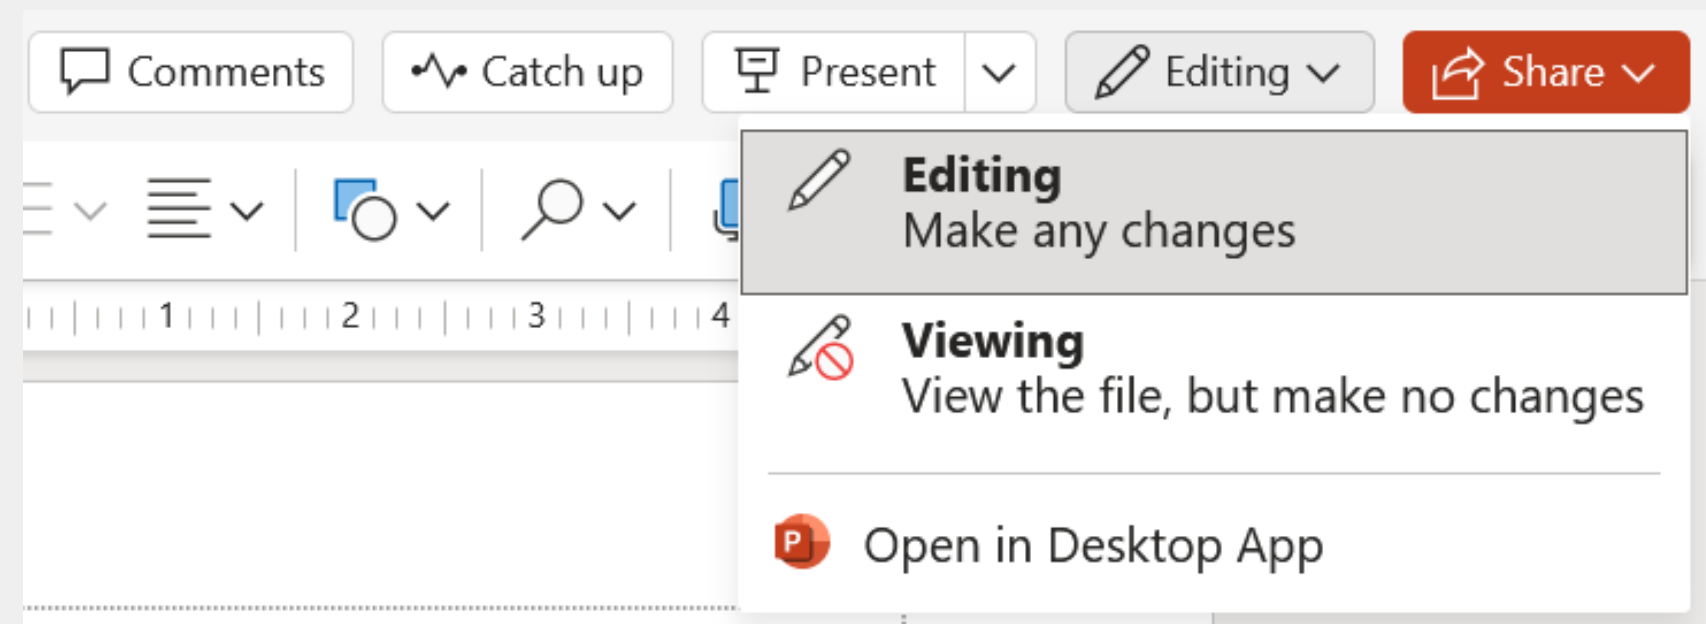 Comments Catch up Present Editing Share
Editing
Make any changes
1 2 3 4
Viewing
View the file, but make no changes
P Open in Desktop App